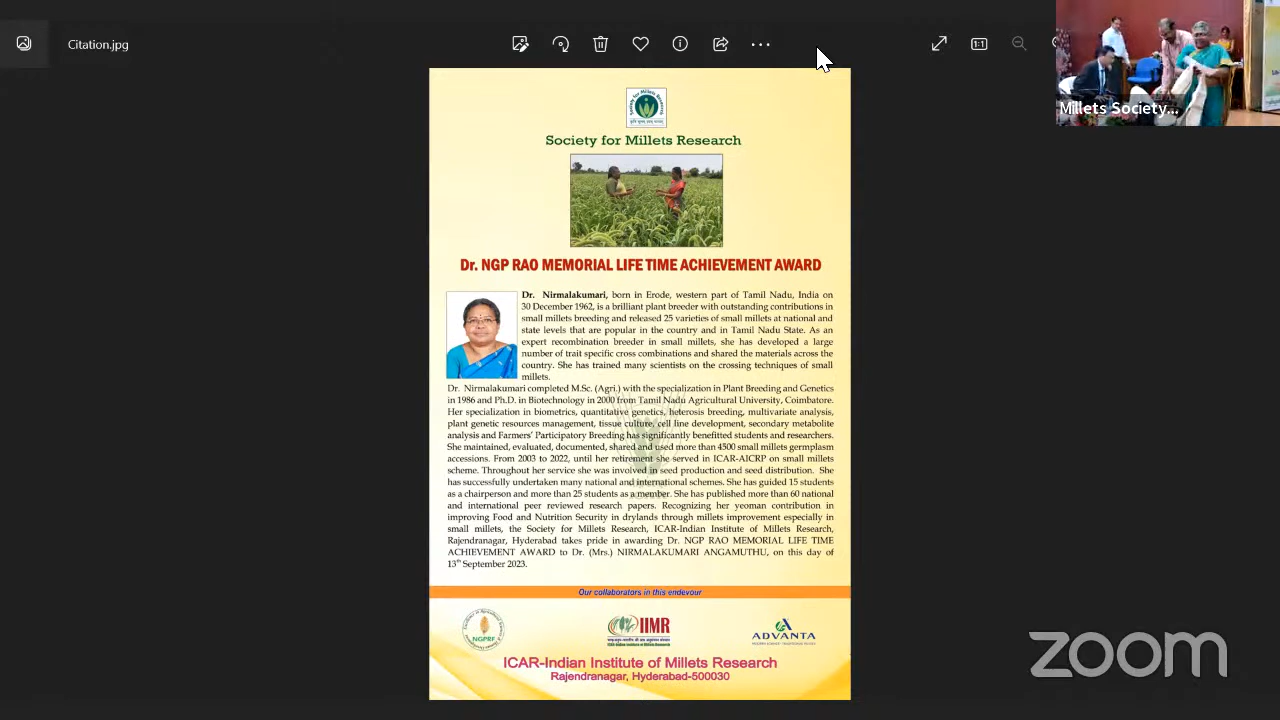 Citation.jpg
1:1
Millets Society...
Society for Millets Research
Society for Millets Research
Dr. NGP RAO MEMORIAL LIFE TIME ACHIEVEMENT AWARD
Dr. Nirmalakumari, born in Erode, western part of Tamil Nadu, India on
30 December 1962, is a brilliant plant breeder with outstanding contributions in
small millets breeding and released 25 varieties of small millets at national and
state levels that are popular in the country and in Tamil Nadu State. As an
expert recombination breeder in small millets, she has developed a large
number of trait specific cross combinations and shared the materials across the
country. She has trained many scientists on the crossing techniques of small
millets.
Dr. Nirmalakumari completed M.Sc. (Agri.) with the specialization in Plant Breeding and Genetics
in 1986 and Ph.D. in Biotechnology in 2000 from Tamil Nadu Agricultural University, Coimbatore.
Her specialization in biometrics, quantitative genetics, heterosis breeding, multivariate analysis,
plant genetic resources management, tissue culture, cell line development, secondary metabolite
analysis and Farmers' Participatory Breeding has significantly benefitted students and researchers.
She maintained, evaluated, documented, shared and used more than 4500 small millets germplasm
accessions. From 2003 to 2022, until her retirement she served in ICAR-AICRP on small millets
scheme. Throughout her service she was involved in seed production and seed distribution. She
has successfully undertaken many national and international schemes. She has guided 15 students
as a chairperson and more than 25 students as a member. She has published more than 60 national
and international peer reviewed research papers. Recognizing her yeoman contribution in
improving Food and Nutrition Security in drylands through millets improvement especially in
small millets, the Society for Millets Research, ICAR-Indian Institute of Millets Research,
Rajendranagar, Hyderabad takes pride in awarding Dr. NGP RAO MEMORIAL LIFE TIME
ACHIEVEMENT AWARD to Dr. (Mrs.) NIRMALAKUMARI ANGAMUTHU, on this day of
13th September 2023.
Our collaborators in this endevour
NGPRF
IIMR
ICAR-Indian Institute of Millets Research
ADVANTA
ICAR-Indian Institute of Millets Research
Rajendranagar, Hyderabad-500030
zoom